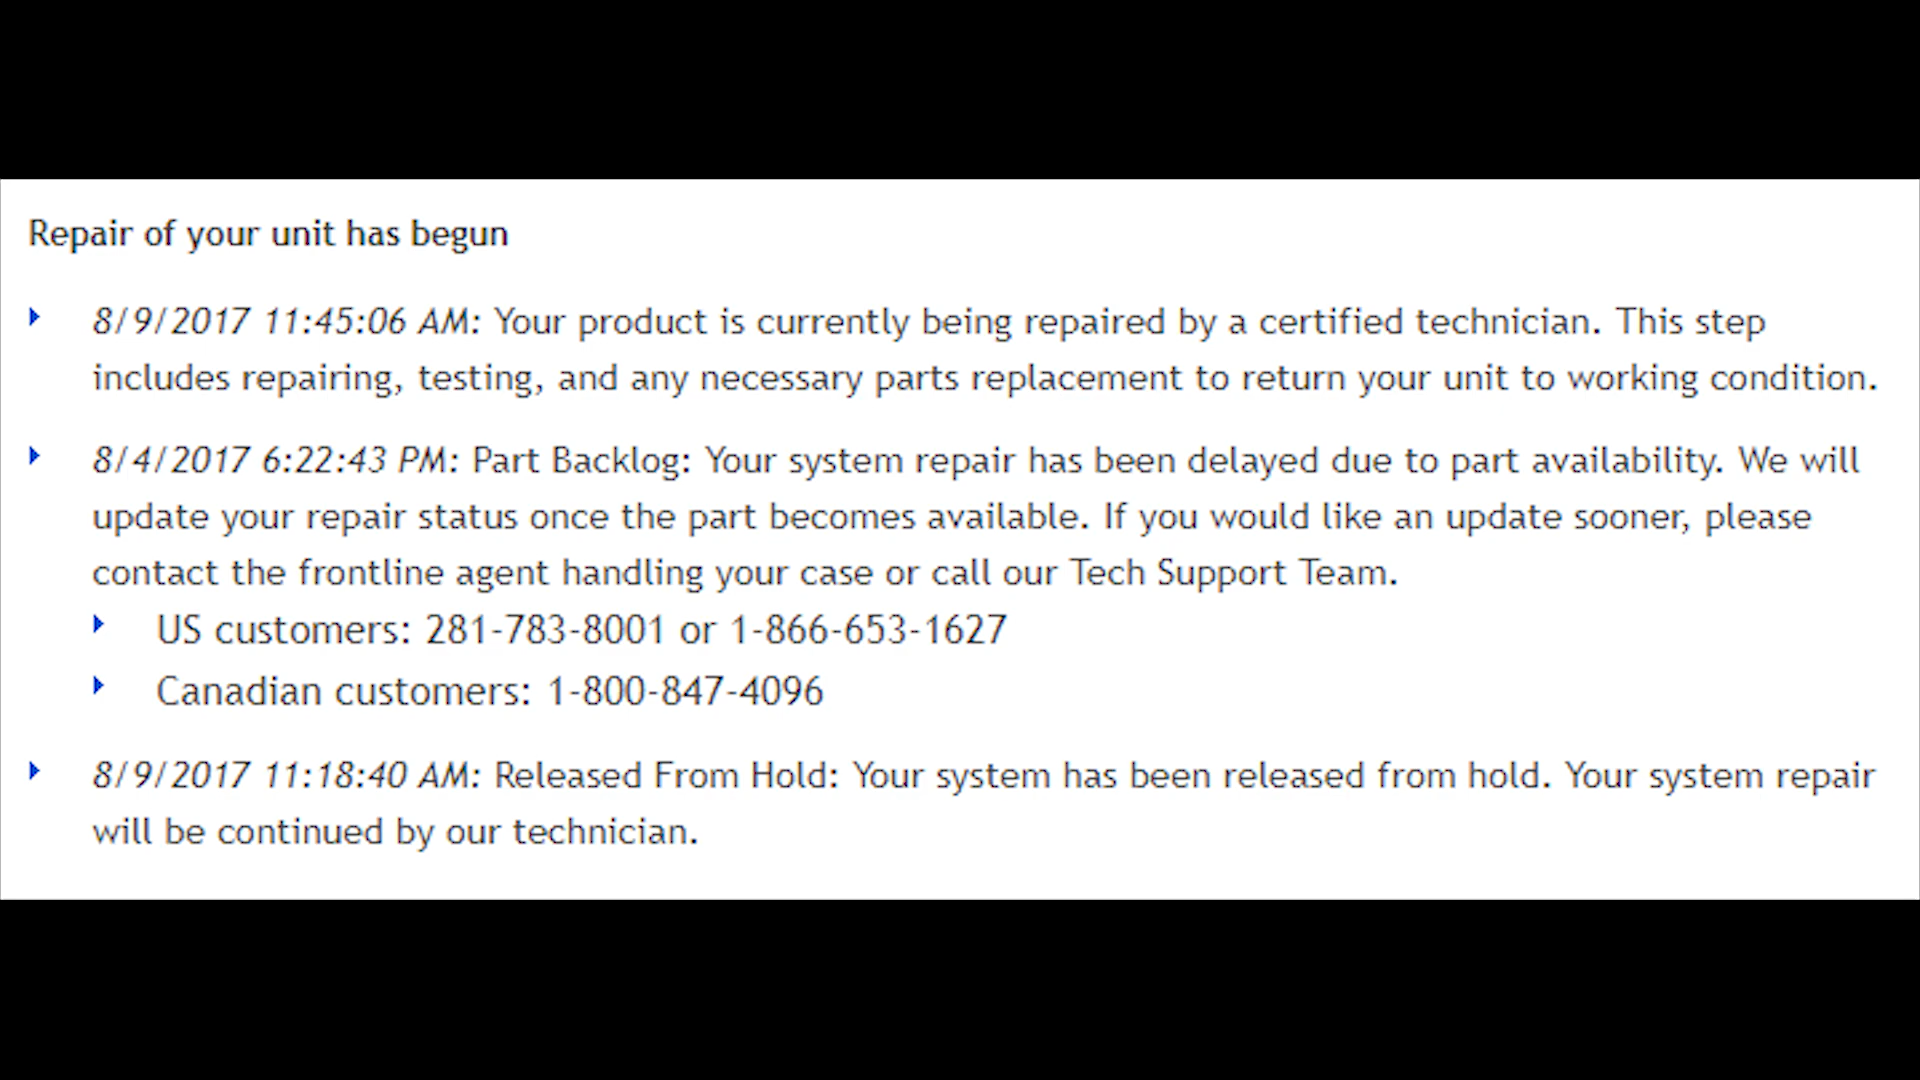 Repair of your unit has begun
8/9/2017 11:45:06 AM: Your product is currently being repaired by a certified technician. This step
includes repairing, testing, and any necessary parts replacement to return your unit to working condition.
8/4/2017 6:22:43 PM: Part Backlog: Your system repair has been delayed due to part availability. We will
update your repair status once the part becomes available. If you would like an update sooner, please
contact the frontline agent handling your case or call our Tech Support Team.
US customers: 281-783-8001 or 1-866-653-1627
Canadian customers: 1-800-847-4096
8/9/2017 11:18:40 AM: Released From Hold: Your system has been released from hold. Your system repair
will be continued by our technician.